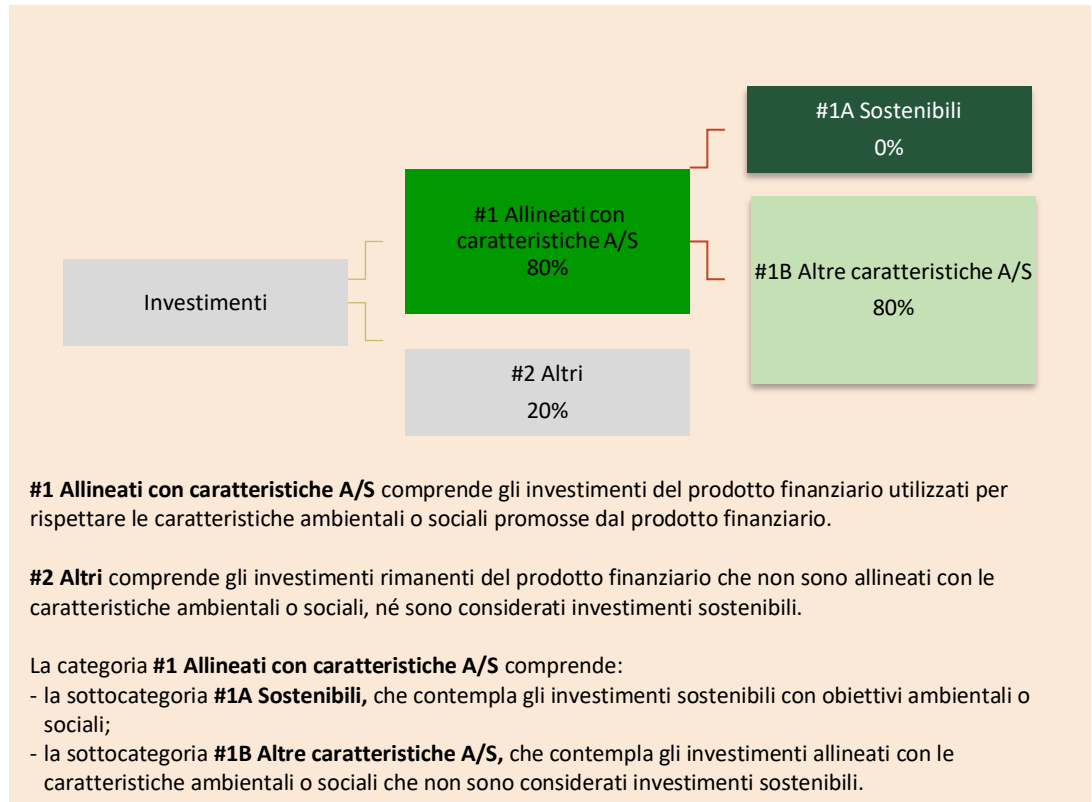 #1A Sostenibili
0%
#1 Allineati con
caratteristiche A/S
80%
#1B Altre caratteristiche A/S
80%
Investimenti
#2 Altri
20%
#1 Allineati con caratteristiche A/S comprende gli investimenti del prodotto finanziario utilizzati per
rispettare le caratteristiche ambientali o sociali promosse dal prodotto finanziario.
#2 Altri comprende gli investimenti rimanenti del prodotto finanziario che non sono allineati con le
caratteristiche ambientali o sociali, né sono considerati investimenti sostenibili.
La categoria #1 Allineati con caratteristiche A/S comprende:
- la sottocategoria #1A Sostenibili, che contempla gli investimenti sostenibili con obiettivi ambientali o
sociali;
- la sottocategoria #1B Altre caratteristiche A/S, che contempla gli investimenti allineati con le
caratteristiche ambientali o sociali che non sono considerati investimenti sostenibili.